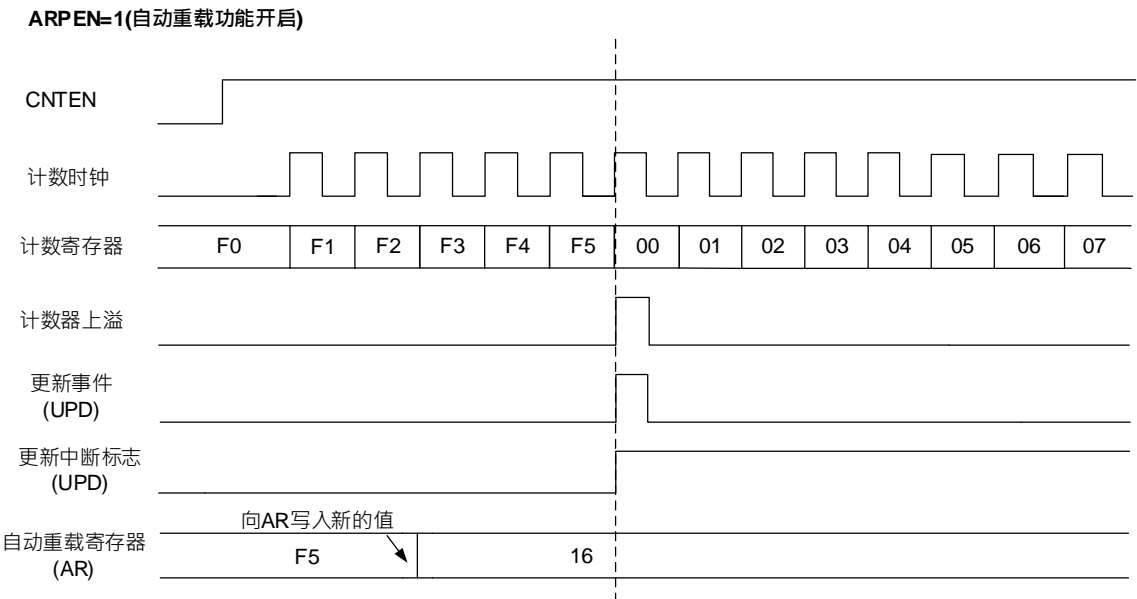 ARPEN=1(自动重载功能开启)
CNTEN
计数时钟
计数寄存器 F0 F1 F2 F3 F4 F5 00 01 02 03 04 05 06 07
计数器上溢
更新事件
(UPD)
更新中断标志
(UPD)
向AR写入新的值
自动重载寄存器
(AR)
F5 16